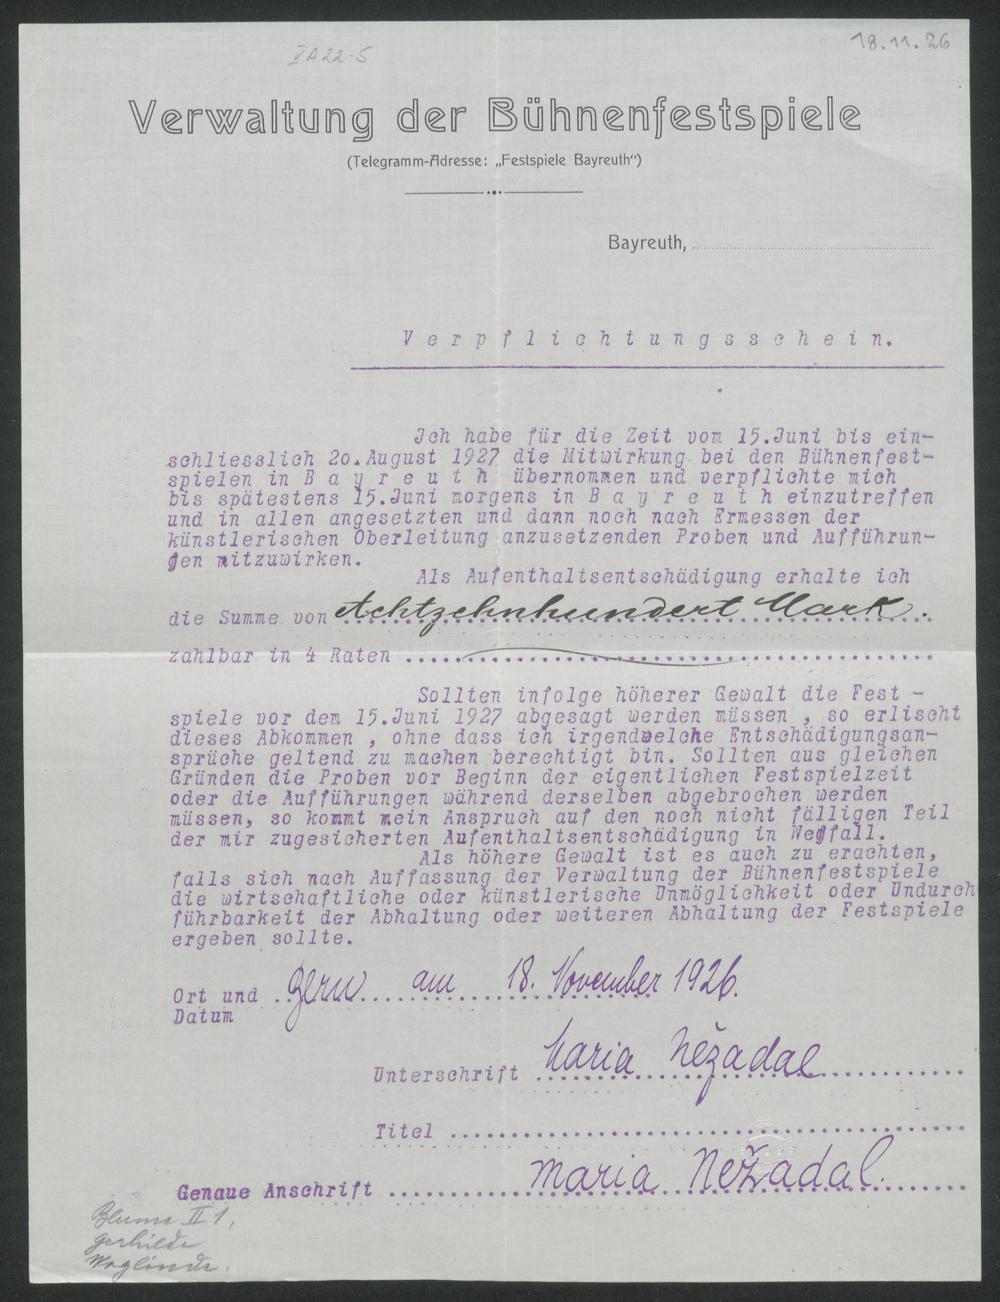 VA22-5
18.11.26
Verwaltung der Bühnenfestspiele
(Telegramm-Adresse: „Festspiele Bayreuth“)
Bayreuth,
Verpflichtungsschein.
Ich habe für die Zeit vom 15.Juni bis ein-
schliesslich 2o.August 1927 die Mitwirkung bei den Bühnenfest-
spielen in B a y r e u t h übernommen und verpflichte mich
bis spätestens 15.Juni morgens in B a y r e u t h einzutreffen
und in allen angesetzten und dann noch nach Ermessen der
künstlerischen Oberleitung anzusetzenden Proben und Aufführun-
gen mitzuwirken.
Als Aufenthaltsentschädigung erhalte ich
die Summe von Achtzehnhundert Mark.
zahlbar in 4 Raten
Sollten infolge höherer Gewalt die Fest -
spiele vor dem 15.Juni 1927 abgesagt werden müssen , so erlischt
dieses Abkommen , ohne dass ich irgendwelche Entschädigungsan-
sprüche geltend zu machen berechtigt bin. Sollten aus gleichen
Gründen die Proben vor Beginn der eigentlichen Festspielzeit
oder die Aufführungen während derselben abgebrochen werden
müssen, so kommt mein Anspruch auf den noch nicht fälligen Teil
der mir zugesicherten Aufenthaltsentschädigung in Wegfall.
Als höhere Gewalt ist es auch zu erachten,
falls sich nach Auffassung der Verwaltung der Bühnenfestspiele
die wirtschaftliche oder künstlerische Unmöglichkeit oder Undurch
führbarkeit der Abhaltung oder weiteren Abhaltung der Festspiele
ergeben sollte.
Ort und am 18. November 1926.
Datum
Unterschrift Maria Nežadal
Titel
Genaue Anschrift Maria Nežadal.
Blume II 1,
Gerhilde
Woglinde.